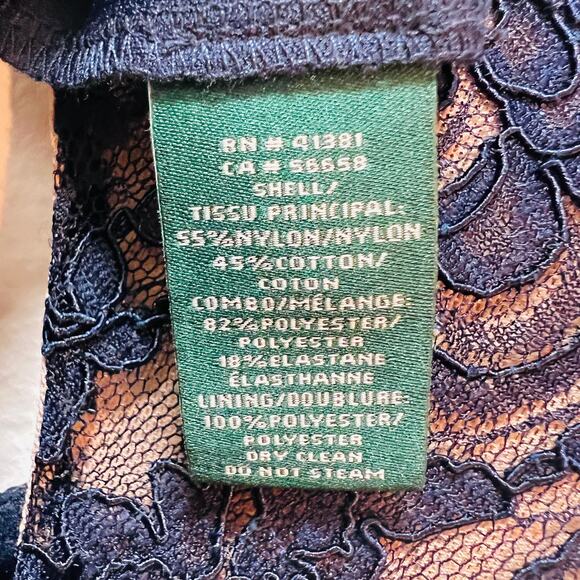 RN # 41381
CA # 56658
SHELL/
TISSU PRINCIPAL:
55%NYLON/NYLON
45%COTTON/
COTON
COMBO/MÉLANGE:
82%POLYESTER/
POLYESTER
18%ELASTANE
ÉLASTHANNE
LINING/DOUBLURE:
100%POLYESTER/
POLYESTER
DRY CLEAN
DO NOT STEAM